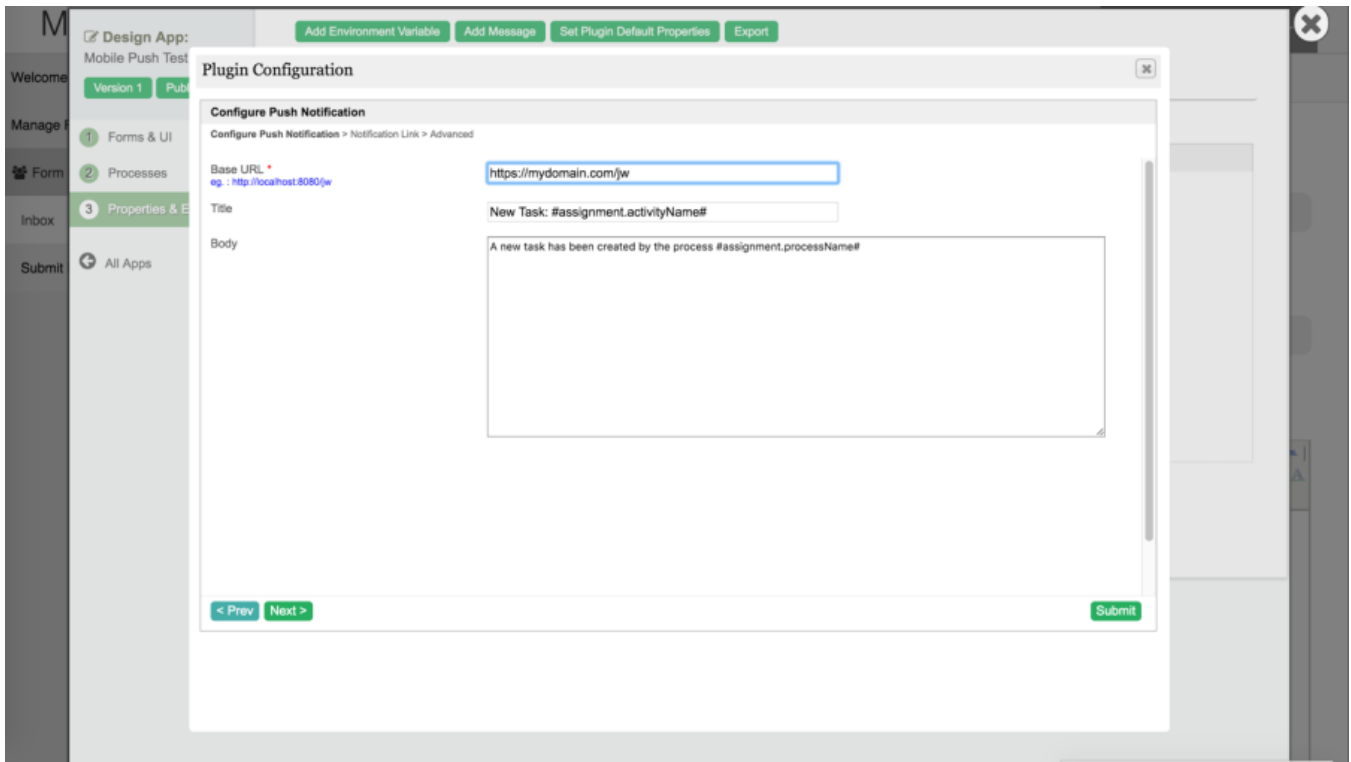 M
Design App:
Mobile Push Test
Version 1
Add Environment Variable Add Message Set Plugin Default Properties Export
Welcome
Manage
Form
Inbox
Submit
1 Forms & UI
2 Processes
3 Properties & E
All Apps
Plugin Configuration
Configure Push Notification
Configure Push Notification > Notification Link > Advanced
Base URL *
eg. : http://localhost:8080/jw
https://mydomain.com/jw
Title
New Task: #assignment.activityName#
Body
A new task has been created by the process #assignment.processName#
< Prev Next > Submit